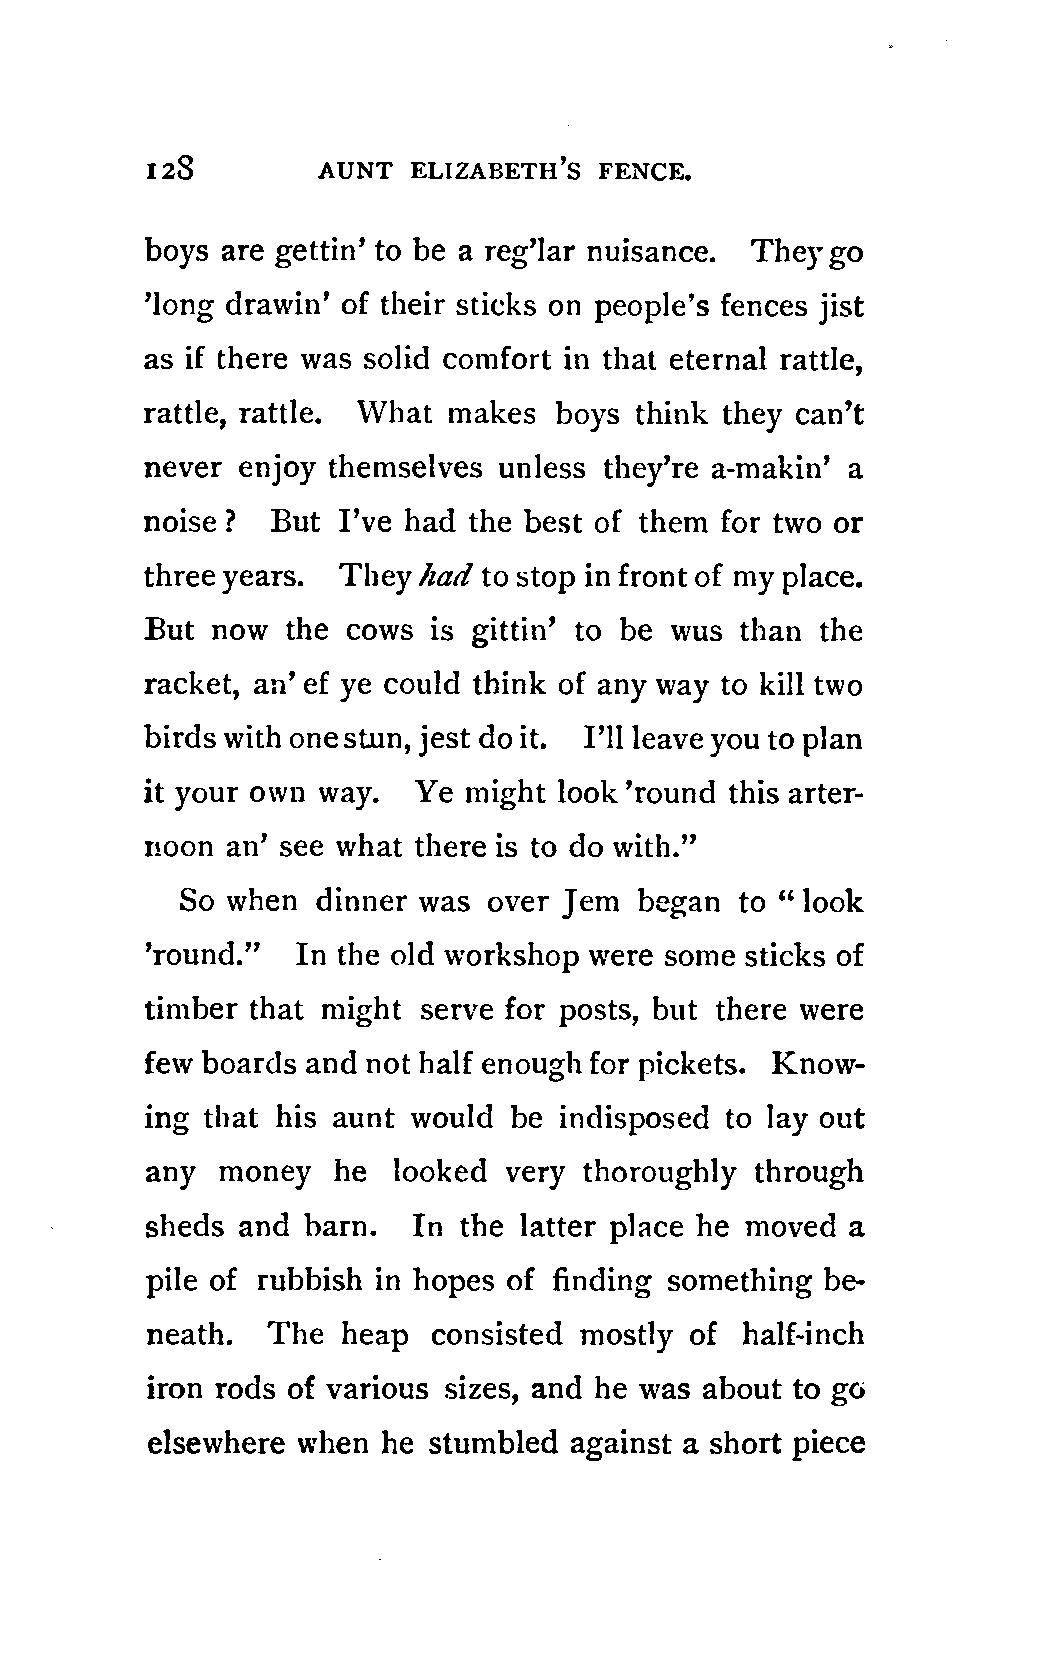 128 AUNT ELIZABETH'S FENCE.
boys are gettin' to be a reg'lar nuisance. They go
'long drawin' of their sticks on people's fences jist
as if there was solid comfort in that eternal rattle,
rattle, rattle. What makes boys think they can't
never enjoy themselves unless they're a-makin' a
noise? But I've had the best of them for two or
three years. They had to stop in front of my place.
But now the cows is gittin' to be wus than the
racket, an' ef ye could think of any way to kill two
birds with one stun, jest do it. I'll leave you to plan
it your own way. Ye might look 'round this arter-
noon an' see what there is to do with."
So when dinner was over Jem began to "look
'round." In the old workshop were some sticks of
timber that might serve for posts, but there were
few boards and not half enough for pickets. Know-
ing that his aunt would be indisposed to lay out
any money he looked very thoroughly through
sheds and barn. In the latter place he moved a
pile of rubbish in hopes of finding something be-
neath. The heap consisted mostly of half-inch
iron rods of various sizes, and he was about to go
elsewhere when he stumbled against a short piece